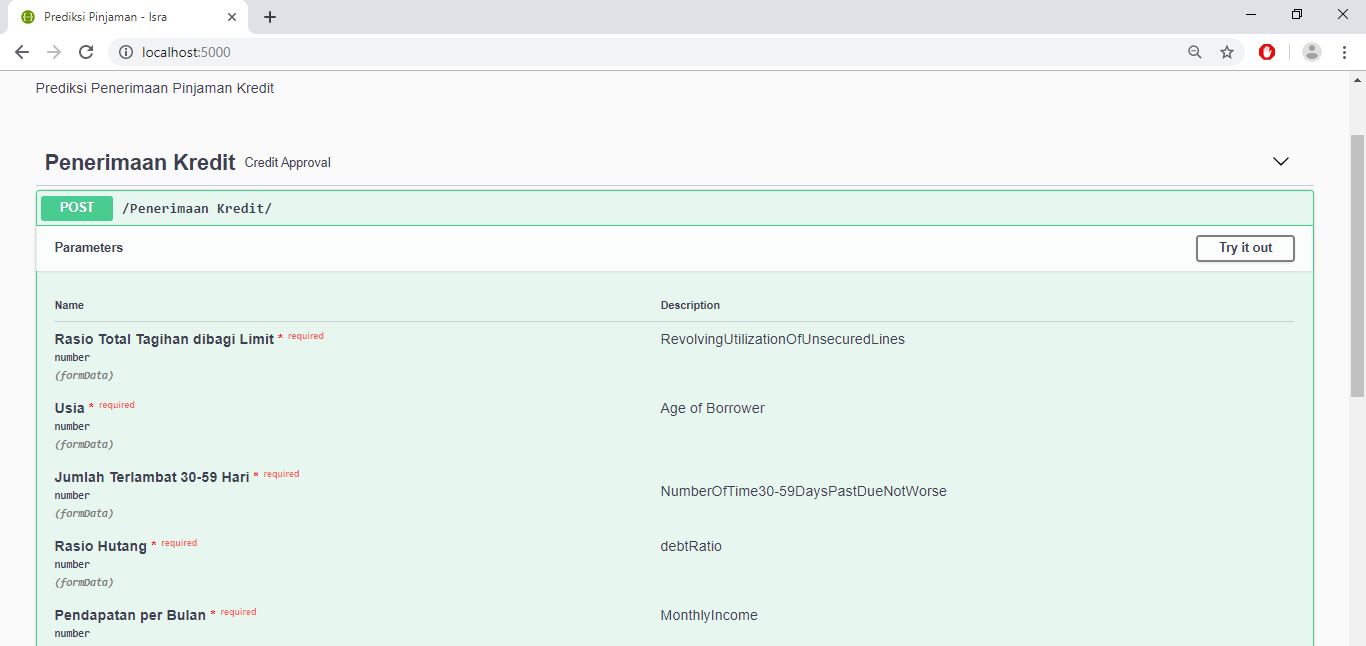 Prediksi Pinjaman - Isra
localhost:5000
Prediksi Penerimaan Pinjaman Kredit
Penerimaan Kredit Credit Approval
POST /Penerimaan Kredit/
Parameters Try it out
Name Description
Rasio Total Tagihan dibagi Limit * required RevolvingUtilizationOfUnsecuredLines
number
(formData)
Usia * required Age of Borrower
number
(formData)
Jumlah Terlambat 30-59 Hari * required
number NumberOfTime30-59DaysPastDueNotWorse
(formData)
Rasio Hutang * required debtRatio
number
(formData)
Pendapatan per Bulan * required MonthlyIncome
number